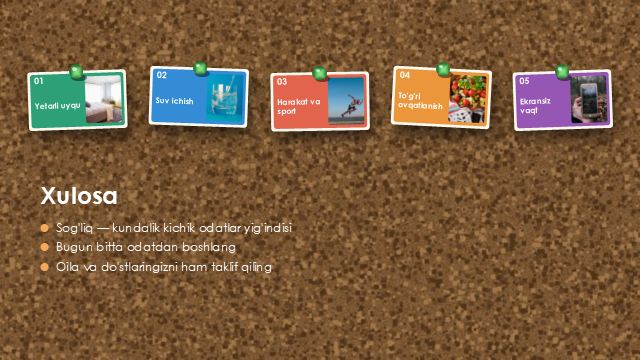 01
Yetarli uyqu
02
Suv ichish
03
Harakat va
sport
04
To'g'ri
ovqatlanish
05
Ekransiz
vaqt
Xulosa
Sog'liq — kundalik kichik odatlar yig'indisi
Bugun bitta odatdan boshlang
Oila va do'stlaringizni ham taklif qiling